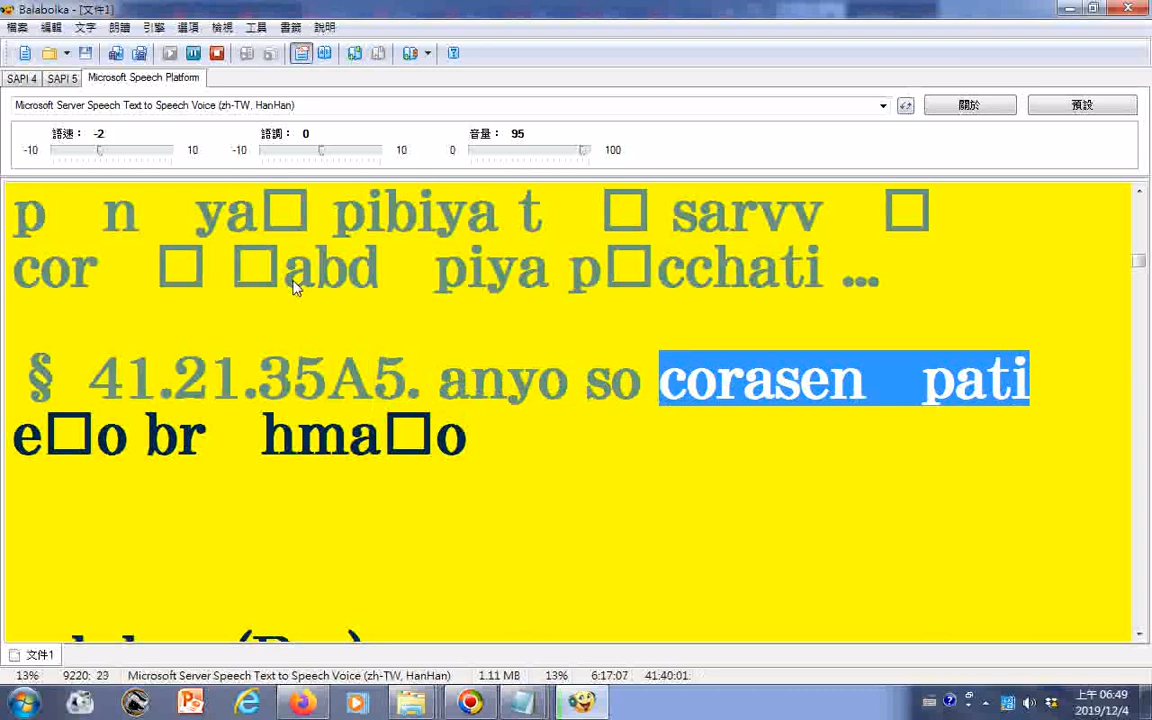 Balabolka - [文件1]
檔案 編輯 文字 朗讀 引擎 選項 檢視 工具 書籤 說明
SAPI 4 SAPI 5 Microsoft Speech Platform
Microsoft Server Speech Text to Speech Voice (zh-TW, HanHan) 關於 預設
語速： -2 語調： 0 音量： 95
-10 10 -10 10 0 100
p n ya□ pibiya t □ sarvv □
cor □ □abd piya p□cchati ...
§ 41.21.35A5. anyo so corasen pati
e□o br hma□o
文件1
13% 9220: 23 Microsoft Server Speech Text to Speech Voice (zh-TW, HanHan) 1.11 MB 13% 6:17:07 41:40:01
上午 06:49
2019/12/4